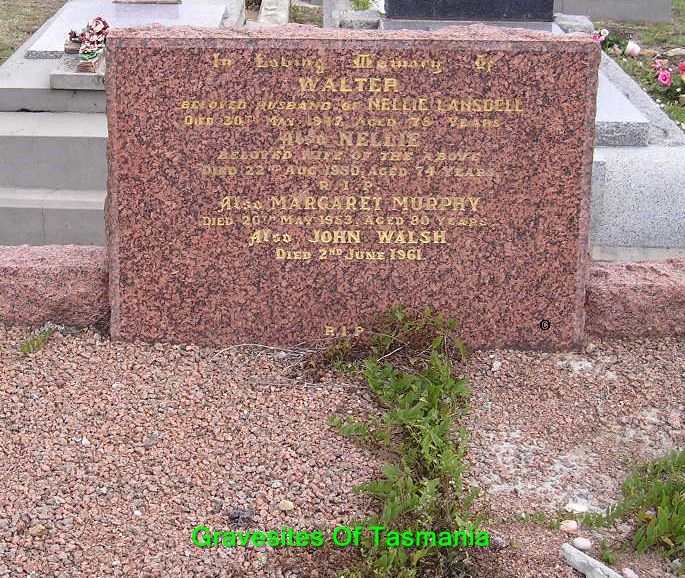 In Loving Memory Of
WALTER
BELOVED HUSBAND OF NELLIE LANSDELL
DIED 30TH MAY 1947 AGED 79 YEARS.
Also NELLIE
BELOVED WIFE OF THE ABOVE
DIED 22ND AUG 1950, AGED 74 YEARS.
R.I.P.
Also MARGARET MURPHY
DIED 20TH MAY 1953, AGED 80 YEARS.
Also JOHN WALSH
DIED 2ND JUNE 1961.
R.I.P.
Gravesites Of Tasmania